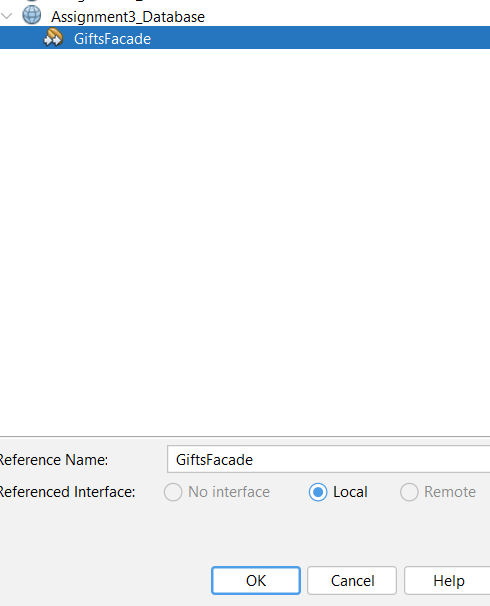 Assignment3_Database
GiftsFacade
Reference Name: GiftsFacade
Referenced Interface: No interface Local Remote
OK Cancel Help